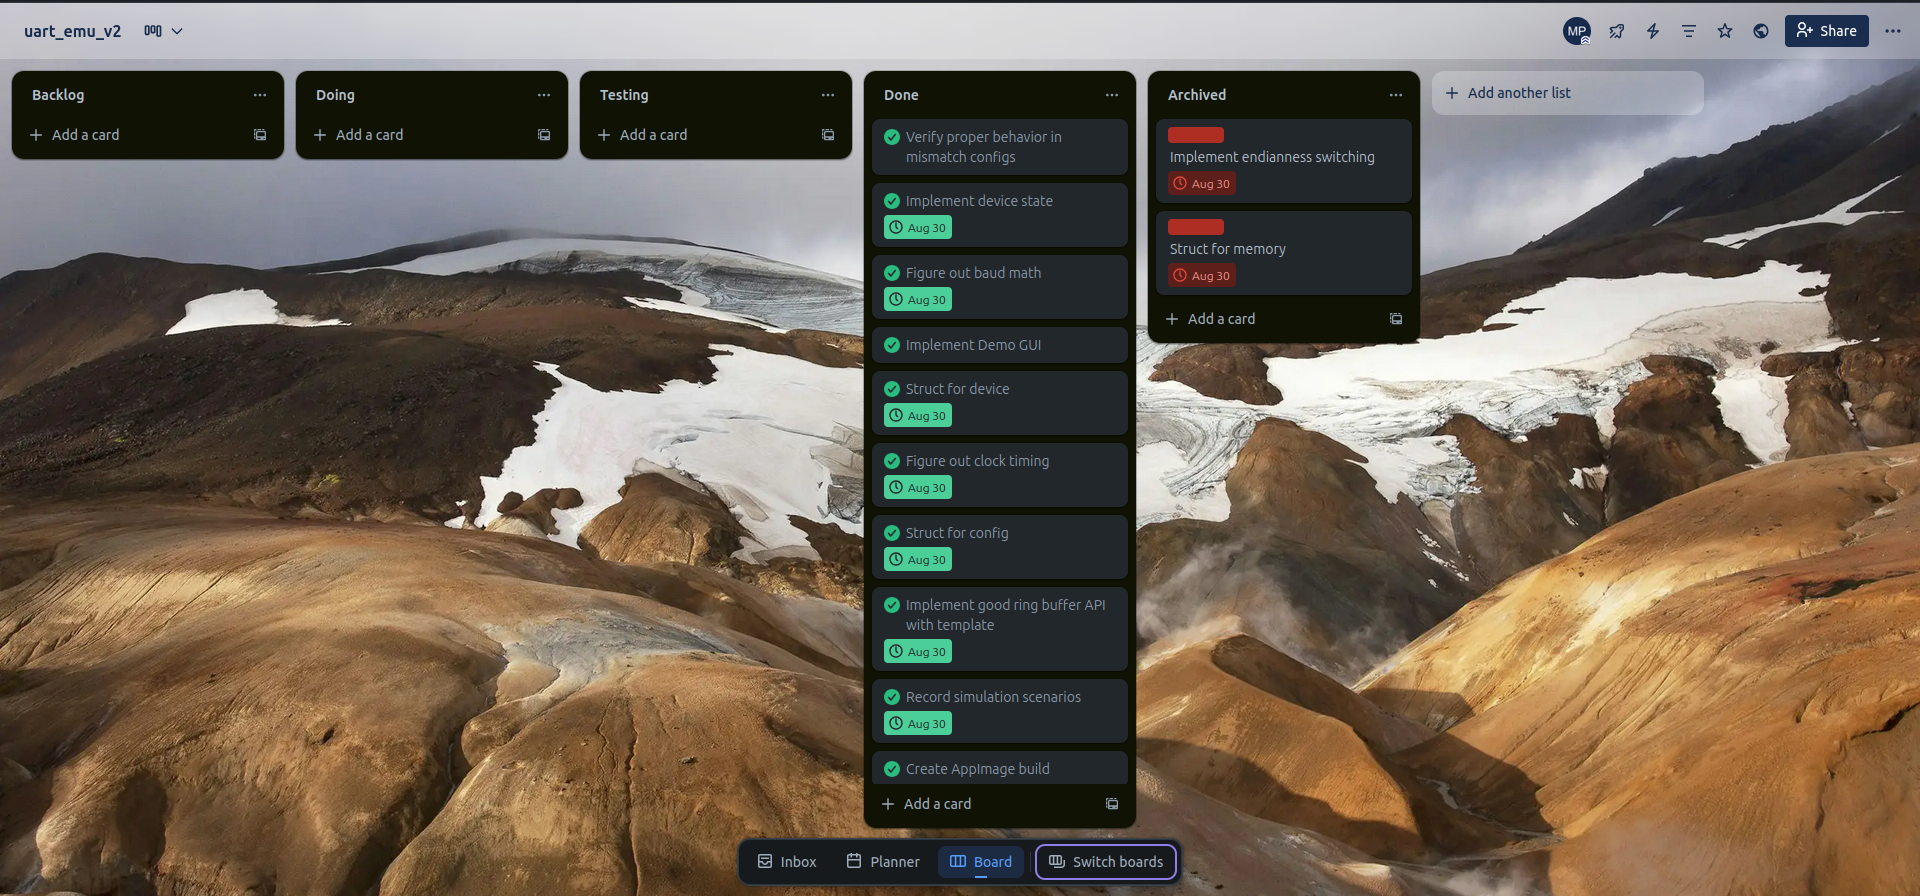 uart_emu_v2
MP
Share
Backlog
Add a card
Doing
Add a card
Testing
Add a card
Done
Verify proper behavior in
mismatch configs
Implement device state
Aug 30
Figure out baud math
Aug 30
Implement Demo GUI
Struct for device
Aug 30
Figure out clock timing
Aug 30
Struct for config
Aug 30
Implement good ring buffer API
with template
Aug 30
Record simulation scenarios
Aug 30
Create AppImage build
Add a card
Archived
Implement endianness switching
Aug 30
Struct for memory
Aug 30
Add a card
Add another list
Inbox
Planner
Board
Switch boards